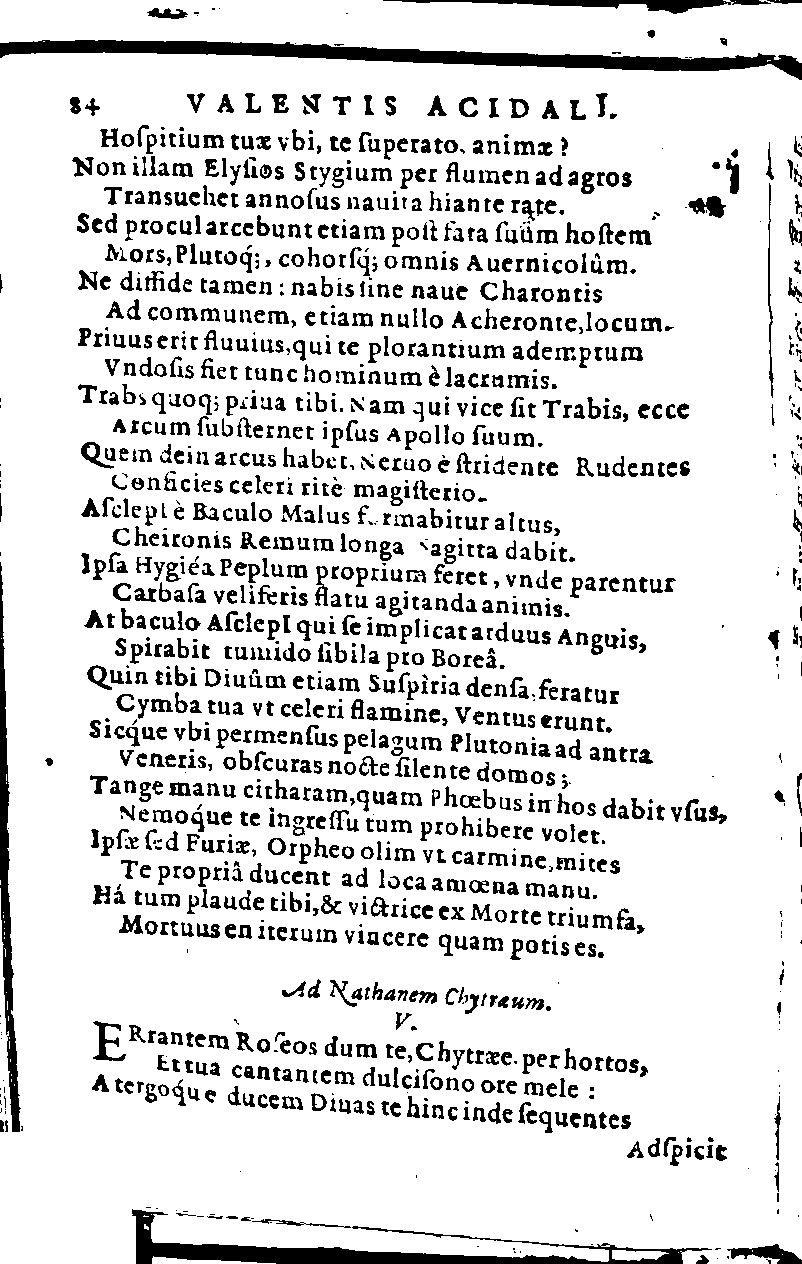 84 VALENTIS ACIDALI.
Hoſpitium tuæ vbi, te ſuperato, animæ?
Non illam Elyſios Stygium per flumen ad agros
Transuehet annoſus nauita hiante rate.
Sed procul arcebunt etiam poſt fata ſuûm hoſtem
Mors, Plutoq́;, cohorſq́; omnis Auernicolûm.
Ne diffide tamen: nabis ſine naue Charontis
Ad communem, etiam nullo Acheronte, locum.
Priuus erit fluuius, qui te plorantium ademptum
Vndoſis fiet tunc hominum è lacrumis.
Trabs quoq; priua tibi. Nam qui vice ſit Trabis, ecce
Arcum ſubſternet ipſus Apollo ſuum.
Quem dein arcus habet, Neruo è ſtridente Rudentes
Conficies celeri ritè magiſterio.
Aſclepi è Baculo Malus firmabitur altus,
Cheironis Remum longa Sagitta dabit.
Ipſa Hygiéa Peplum proprium feret, vnde parentur
Carbaſa veliferis flatu agitanda animis.
At baculo AſclepI qui ſe implicat arduus Anguis,
Spirabit tumido ſibila pro Boreâ.
Quin tibi Diuûm etiam Suſpiria denſa, feratur
Cymba tua vt celeri flamine, Ventus erunt.
Sicque vbi permenſus pelagum Plutonia ad antra
Veneris, obſcuras nocte ſilente domos;
Tange manu citharam, quam Phœbus in hos dabit vſus,
Nemoque te ingreſſu tum prohibere volet.
Ipſæ ſed Furiæ, Orpheo olim vt carmine, mites
Te propriâ ducent ad loca amœna manu.
Há tum plaude tibi, & victrice ex Morte triumfa,
Mortuus en iterum vincere quam potis es.
Ad Nathanem Chytræum.
V.
ERrantem Roſeos dum te, Chytræe. per hortos,
Et tua cantantem dulciſono ore mele:
A tergoque ducem Diuas te hinc inde ſequentes
Adſpicit